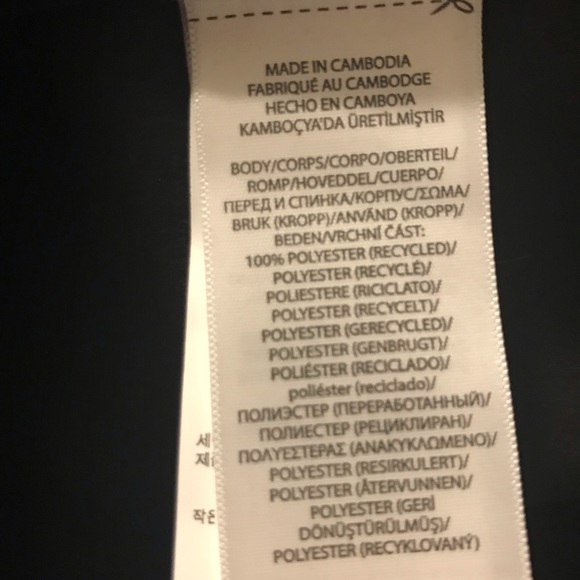 MADE IN CAMBODIA
FABRIQUÉ AU CAMBODGE
HECHO EN CAMBOYA
KAMBOÇYA'DA ÜRETİLMİŞTİR
BODY/CORPS/CORPO/OBERTEIL/
ROMP/HOVEDDEL/CUERPO/
ПЕРЕД И СПИНКА/КОРПУС/ΣΩΜΑ/
BRUK (KROPP)/ANVÄND (KROPP)/
BEDEN/VRCHNÍ ČÁST:
100% POLYESTER (RECYCLED)/
POLYESTER (RECYCLÉ)/
POLIESTERE (RICICLATO)/
POLYESTER (RECYCELT)/
POLYESTER (GERECYCLED)/
POLYESTER (GENBRUGT)/
POLIÉSTER (RECICLADO)/
poliéster (reciclado)/
ПОЛИЭСТЕР (ПЕРЕРАБОТАННЫЙ)/
ПОЛИЕСТЕР (РЕЦИКЛИРАН)/
ΠΟΛΥΕΣΤΕΡΑΣ (ΑΝΑΚΥΚΛΩΜΕΝΟ)/
POLYESTER (RESIRKULERT)/
POLYESTER (ÅTERVUNNEN)/
POLYESTER (GERİ
DÖNÜŞTÜRÜLMÜŞ)/
POLYESTER (RECYKLOVANÝ)